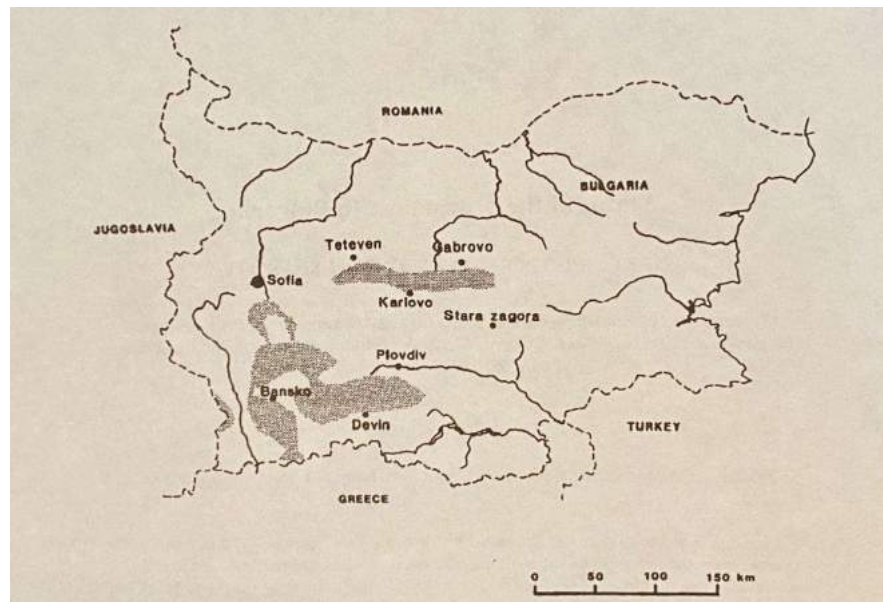 ROMANIA
BULGARIA
JUGOSLAVIA
Teteven
Gabrovo
Sofia
Karlovo
Stara zagora
Plovdiv
Bansko
Devin
TURKEY
GREECE
0 50 100 150 km